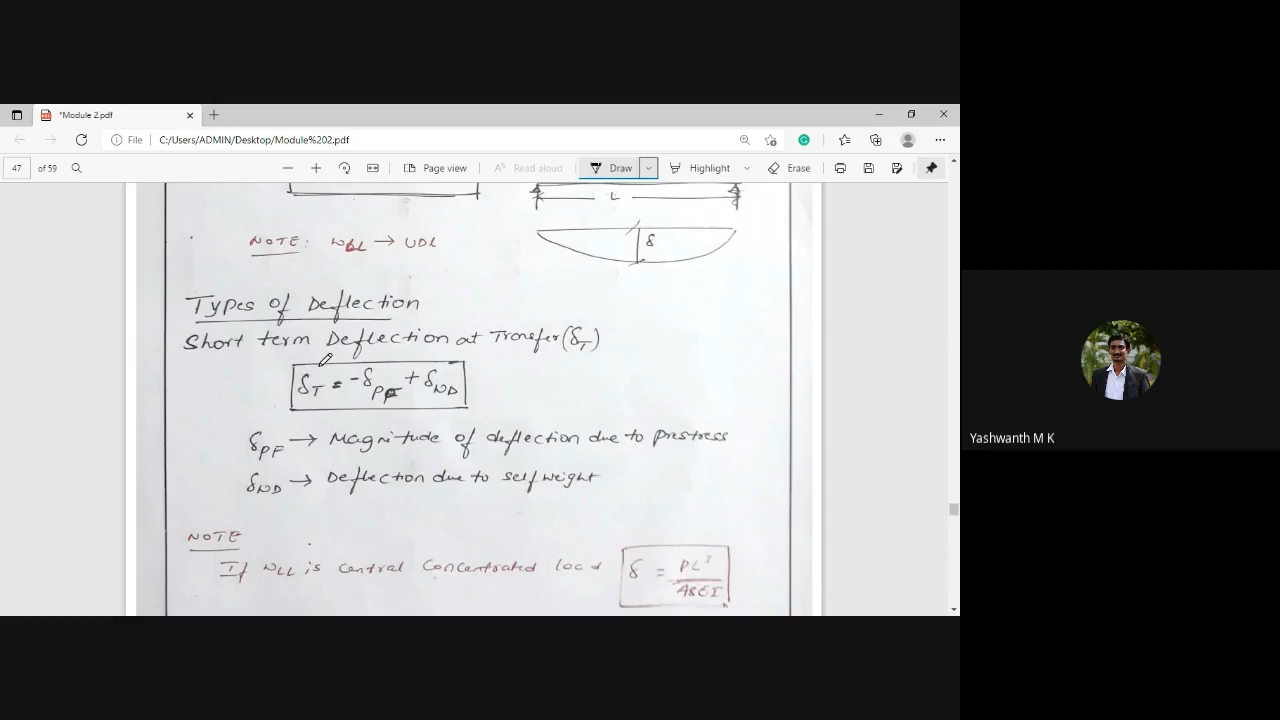 *Module 2.pdf
File C:/Users/ADMIN/Desktop/Module%202.pdf
47 of 59 Page view Read aloud Draw Highlight Erase
L
NOTE: WDL → UDL
δ
Types of Deflection
Short term Deflection at Transfer (δT)
δT = -δPF + δND
δPF → Magnitude of deflection due to prestress
δND → Deflection due to self weight
NOTE
If WLL is central concentrated load δ = PL³/48EI
Yashwanth M K